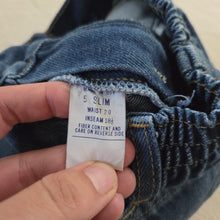 5 SLIM
WAIST 20
INSEAM 18½
FIBER CONTENT AND
CARE ON REVERSE SIDE